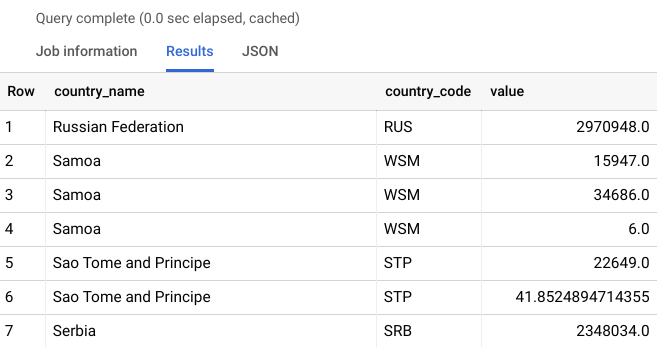 Query complete (0.0 sec elapsed, cached)
Job information Results JSON
Row country_name country_code value
1 Russian Federation RUS 2970948.0
2 Samoa WSM 15947.0
3 Samoa WSM 34686.0
4 Samoa WSM 6.0
5 Sao Tome and Principe STP 22649.0
6 Sao Tome and Principe STP 41.8524894714355
7 Serbia SRB 2348034.0